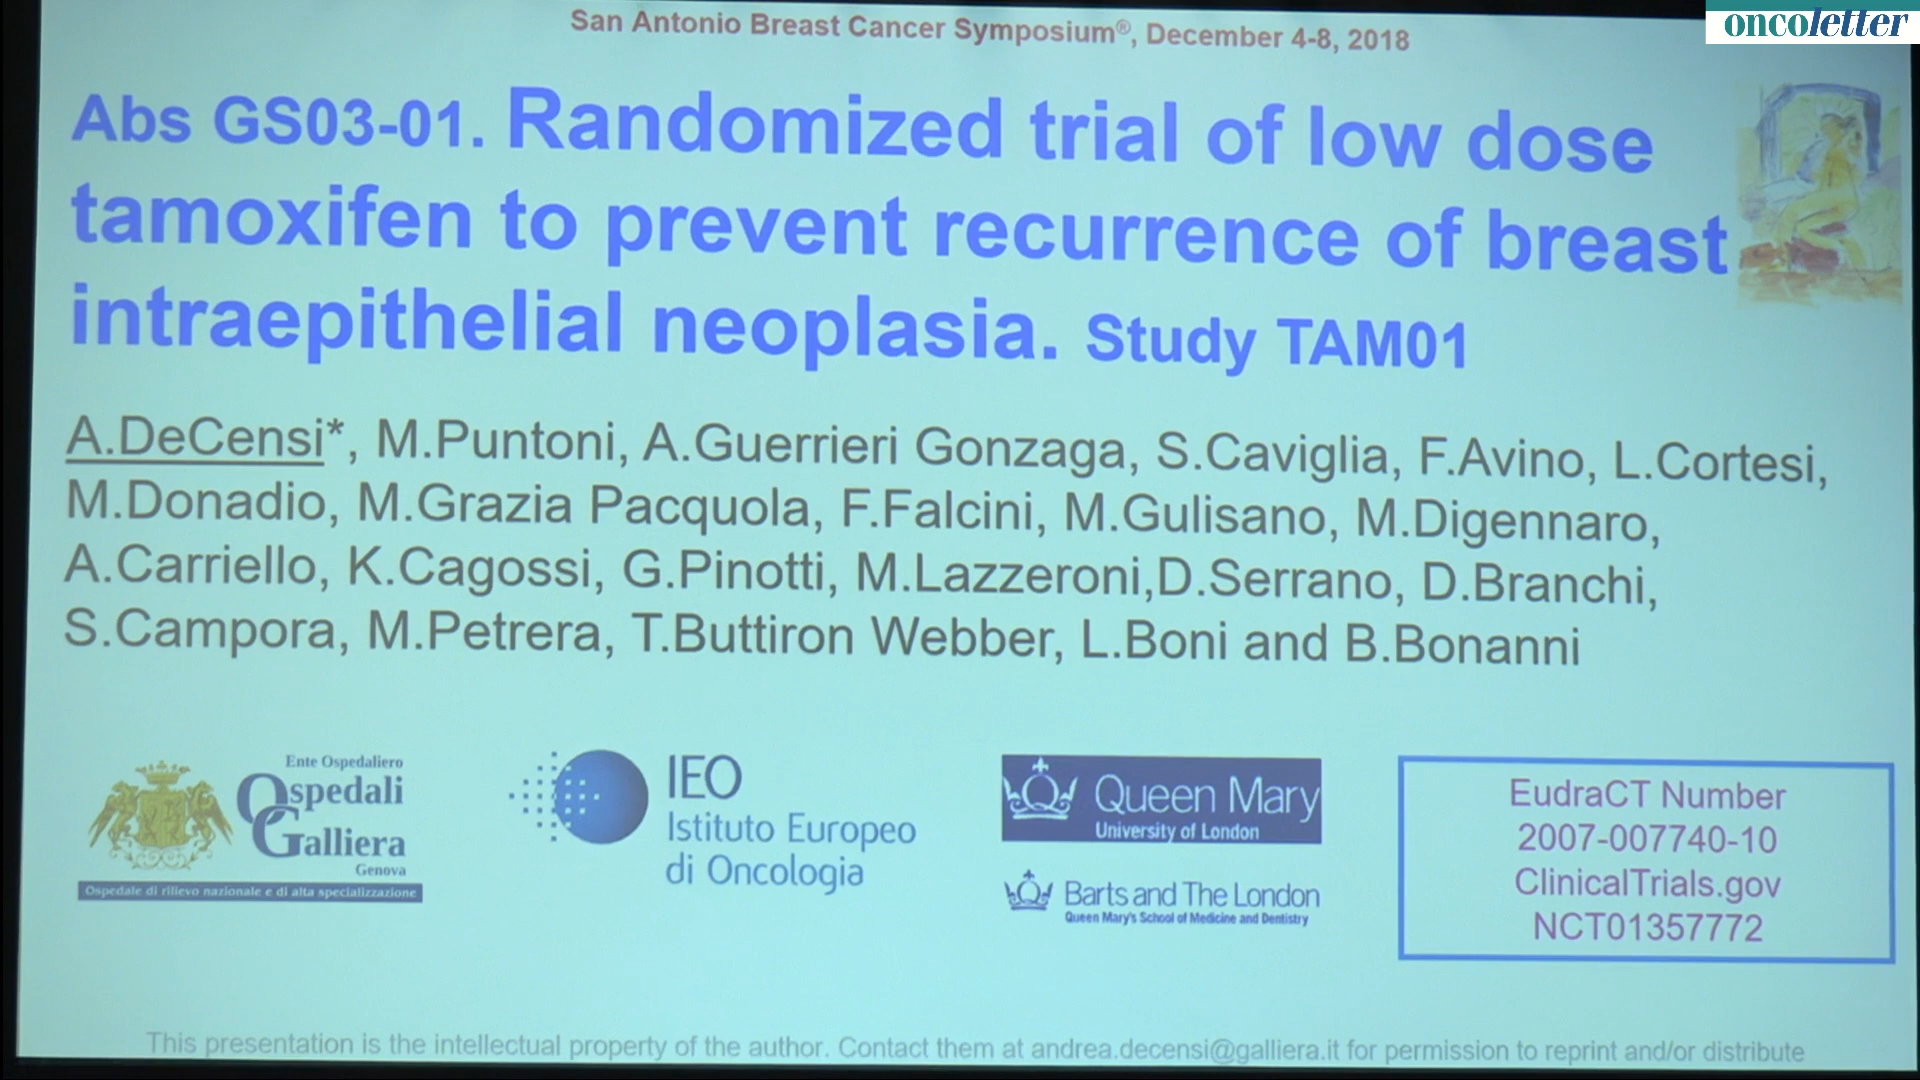 oncoletter
San Antonio Breast Cancer Symposium®, December 4-8, 2018
Abs GS03-01. Randomized trial of low dose
tamoxifen to prevent recurrence of breast
intraepithelial neoplasia. Study TAM01
A.DeCensi*, M.Puntoni, A.Guerrieri Gonzaga, S.Caviglia, F.Avino, L.Cortesi,
M.Donadio, M.Grazia Pacquola, F.Falcini, M.Gulisano, M.Digennaro,
A.Carriello, K.Cagossi, G.Pinotti, M.Lazzeroni,D.Serrano, D.Branchi,
S.Campora, M.Petrera, T.Buttiron Webber, L.Boni and B.Bonanni
Ente Ospedaliero
Ospedali
Galliera
Genova
Ospedale di rilievo nazionale e di alta specializzazione
IEO
Istituto Europeo
di Oncologia
Queen Mary
University of London
Barts and The London
Queen Mary's School of Medicine and Dentistry
EudraCT Number
2007-007740-10
ClinicalTrials.gov
NCT01357772
This presentation is the intellectual property of the author. Contact them at andrea.decensi@galliera.it for permission to reprint and/or distribute